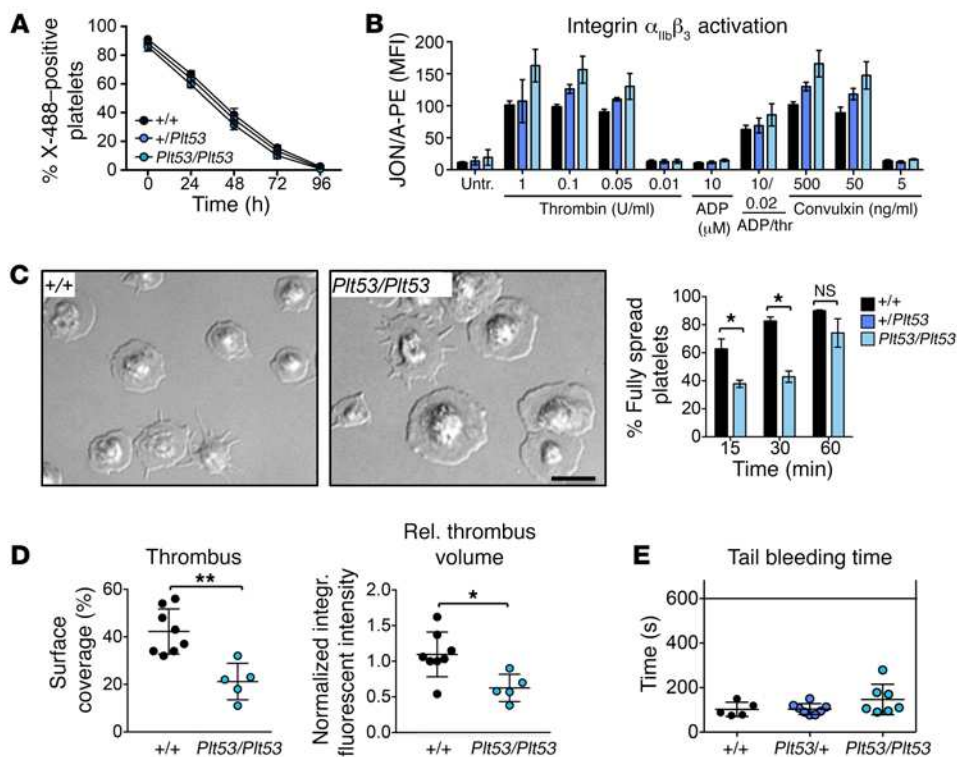 A
% X-488–positive
platelets
100
80
60
40
20
0
+/+
+/Plt53
Plt53/Plt53
0
24
48
72
96
Time (h)
B
Integrin αIIbβ3 activation
JON/A-PE (MFI)
200
150
100
50
0
Untr.
1
0.1
0.05
0.01
10
10/
0.02
500
50
5
Thrombin (U/ml)
ADP
(μM)
ADP/thr
Convulxin (ng/ml)
C
+/+
Plt53/Plt53
% Fully spread
platelets
100
80
60
40
20
0
*
*
NS
+/+
+/Plt53
Plt53/Plt53
15
30
60
Time (min)
D
Thrombus
Surface
coverage (%)
60
40
20
0
**
+/+
Plt53/Plt53
Rel. thrombus
volume
Normalized integr.
fluorescent intensity
2.0
1.5
1.0
0.5
0
*
+/+
Plt53/Plt53
E
Tail bleeding time
Time (s)
600
400
200
0
+/+
Plt53/+
Plt53/Plt53